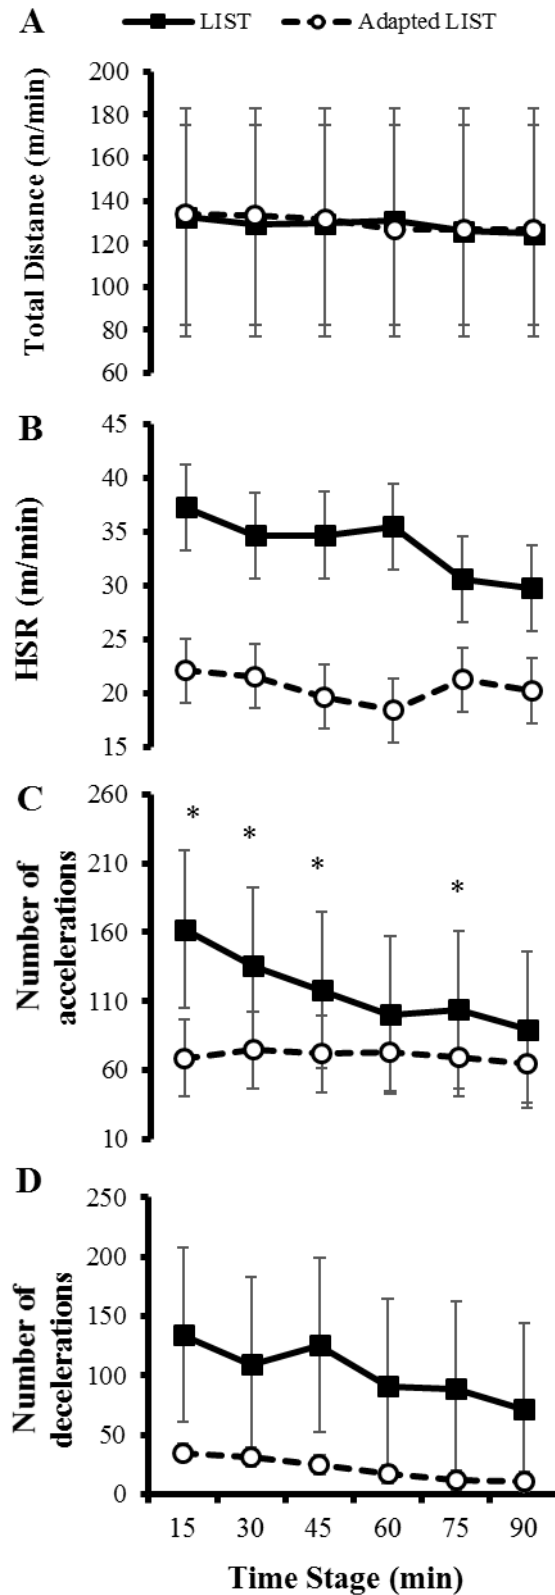 A LIST Adapted LIST
Total Distance (m/min)
200
180
160
140
120
100
80
60
B
HSR (m/min)
45
40
35
30
25
20
15
C
Number of
accelerations
260
210
160
110
60
10
* * * *
D
Number of
decelerations
250
200
150
100
50
0
15 30 45 60 75 90
Time Stage (min)